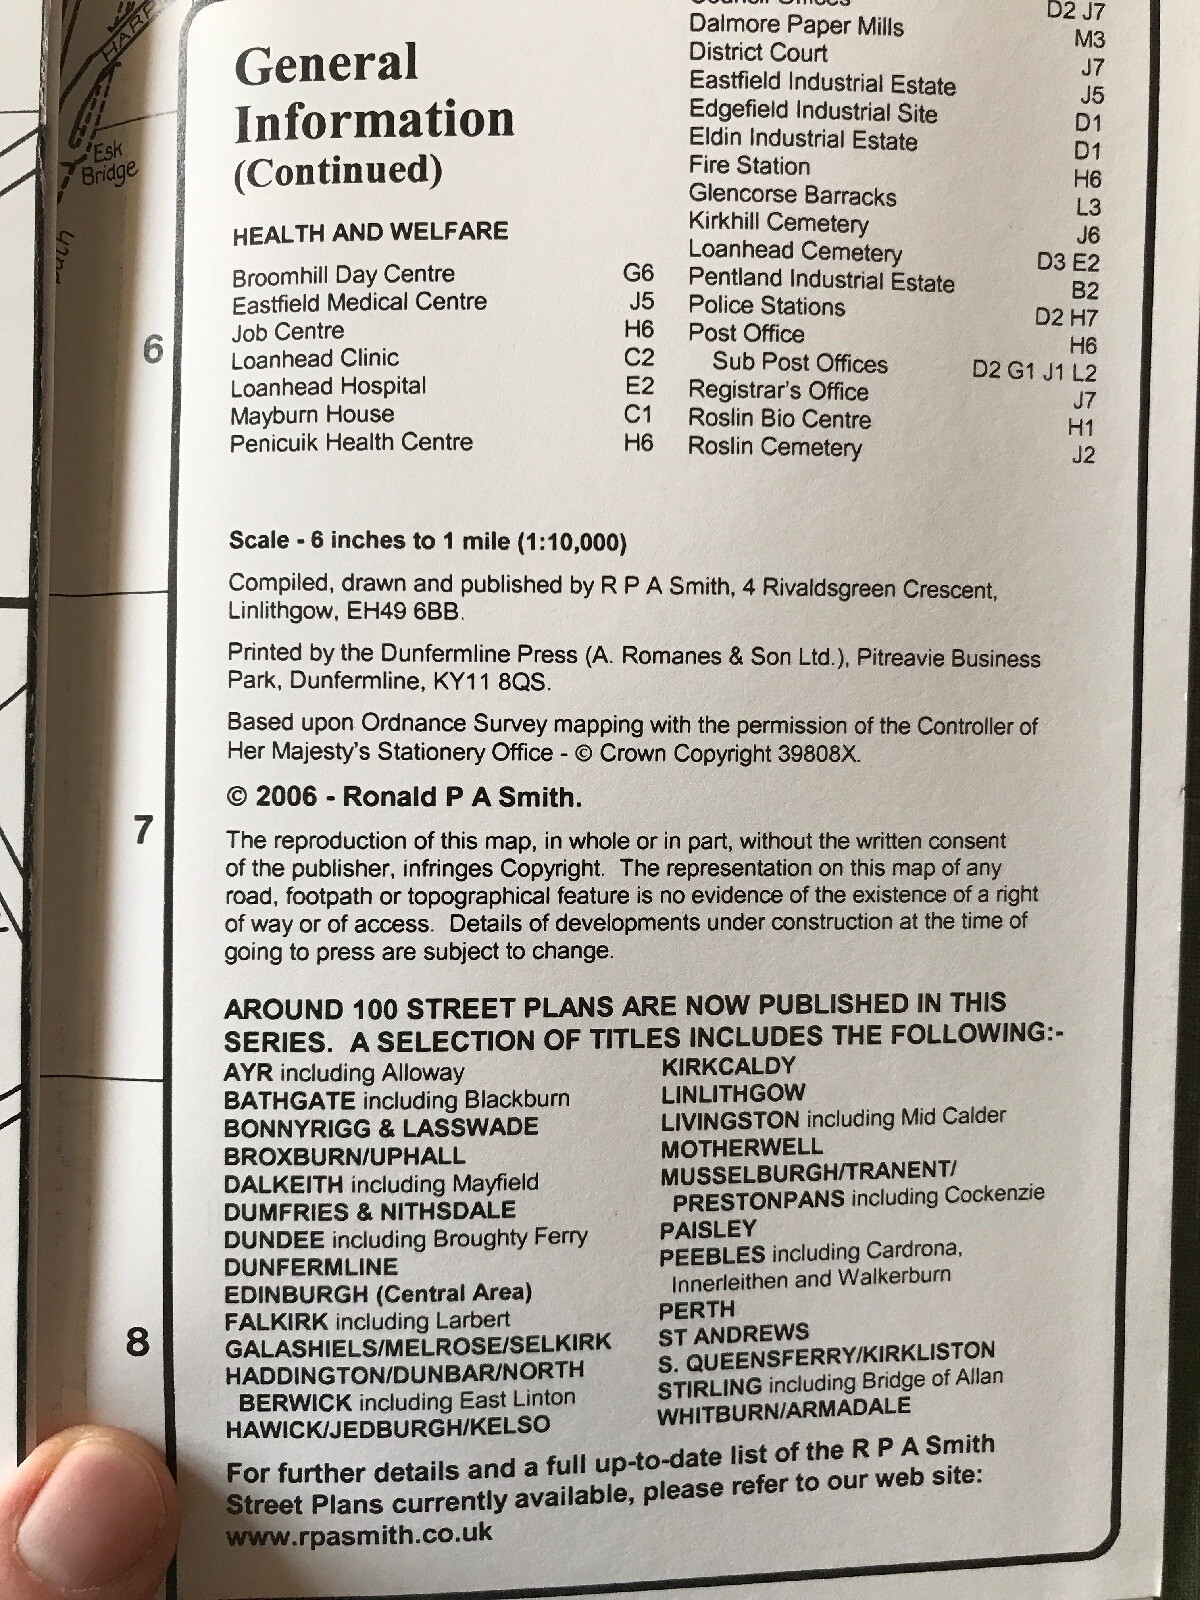 HARP
Esk
Bridge
6
7
8
General
Information
(Continued)
HEALTH AND WELFARE
Broomhill Day Centre G6
Eastfield Medical Centre J5
Job Centre H6
Loanhead Clinic C2
Loanhead Hospital E2
Mayburn House C1
Penicuik Health Centre H6
Council Offices D2 J7
Dalmore Paper Mills M3
District Court J7
Eastfield Industrial Estate J5
Edgefield Industrial Site D1
Eldin Industrial Estate D1
Fire Station H6
Glencorse Barracks L3
Kirkhill Cemetery J6
Loanhead Cemetery D3 E2
Pentland Industrial Estate B2
Police Stations D2 H7
Post Office H6
Sub Post Offices D2 G1 J1 L2
Registrar's Office J7
Roslin Bio Centre H1
Roslin Cemetery J2
Scale - 6 inches to 1 mile (1:10,000)
Compiled, drawn and published by R P A Smith, 4 Rivaldsgreen Crescent,
Linlithgow, EH49 6BB.
Printed by the Dunfermline Press (A. Romanes & Son Ltd.), Pitreavie Business
Park, Dunfermline, KY11 8QS.
Based upon Ordnance Survey mapping with the permission of the Controller of
Her Majesty's Stationery Office - © Crown Copyright 39808X.
© 2006 - Ronald P A Smith.
The reproduction of this map, in whole or in part, without the written consent
of the publisher, infringes Copyright. The representation on this map of any
road, footpath or topographical feature is no evidence of the existence of a right
of way or of access. Details of developments under construction at the time of
going to press are subject to change.
AROUND 100 STREET PLANS ARE NOW PUBLISHED IN THIS
SERIES. A SELECTION OF TITLES INCLUDES THE FOLLOWING:-
AYR including Alloway
BATHGATE including Blackburn
BONNYRIGG & LASSWADE
BROXBURN/UPHALL
DALKEITH including Mayfield
DUMFRIES & NITHSDALE
DUNDEE including Broughty Ferry
DUNFERMLINE
EDINBURGH (Central Area)
FALKIRK including Larbert
GALASHIELS/MELROSE/SELKIRK
HADDINGTON/DUNBAR/NORTH
BERWICK including East Linton
HAWICK/JEDBURGH/KELSO
KIRKCALDY
LINLITHGOW
LIVINGSTON including Mid Calder
MOTHERWELL
MUSSELBURGH/TRANENT/
PRESTONPANS including Cockenzie
PAISLEY
PEEBLES including Cardrona,
Innerleithen and Walkerburn
PERTH
ST ANDREWS
S. QUEENSFERRY/KIRKLISTON
STIRLING including Bridge of Allan
WHITBURN/ARMADALE
For further details and a full up-to-date list of the R P A Smith
Street Plans currently available, please refer to our web site:
www.rpasmith.co.uk